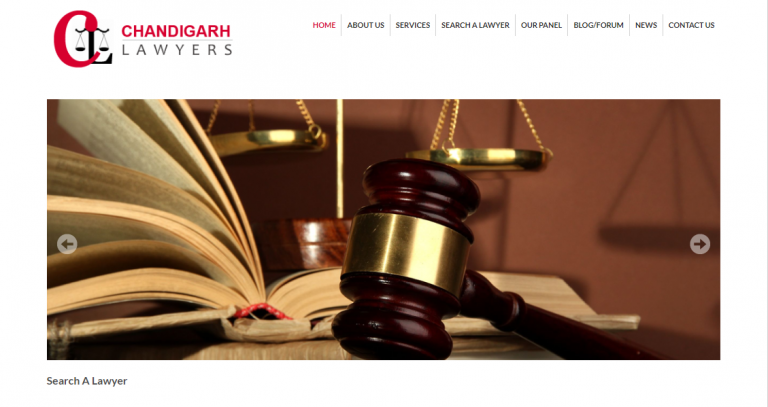 CL
CHANDIGARH
LAWYERS
HOME ABOUT US SERVICES SEARCH A LAWYER OUR PANEL BLOG/FORUM NEWS CONTACT US
Search A Lawyer